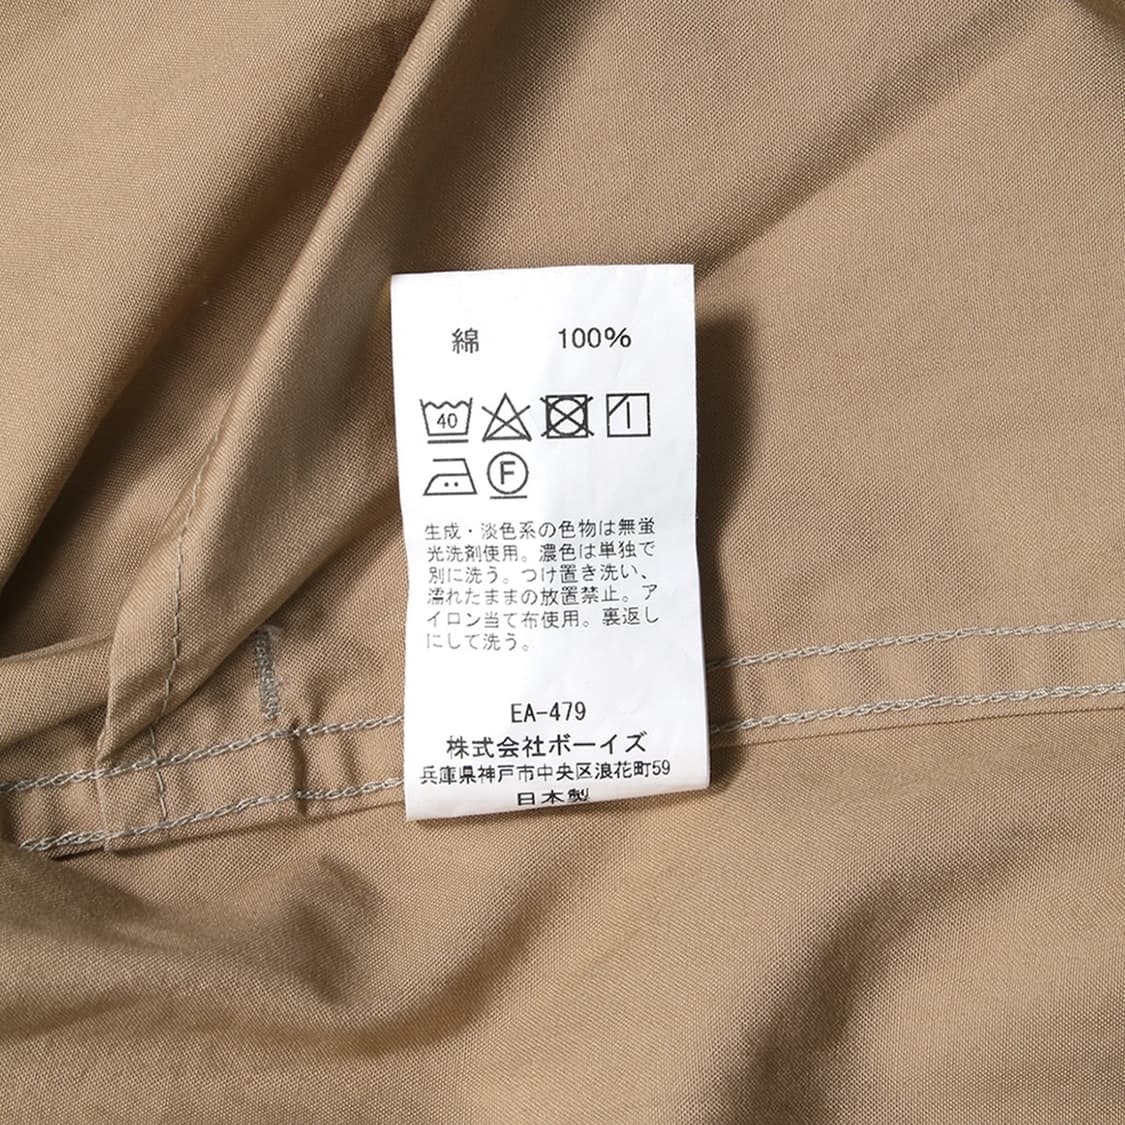 綿 100%
40
F
生成・淡色系の色物は無蛍
光洗剤使用。濃色は単独で
別に洗う。つけ置き洗い、
濡れたままの放置禁止。ア
イロン当て布使用。裏返し
にして洗う。
EA-479
株式会社ボーイズ
兵庫県神戸市中央区浪花町59
日本製